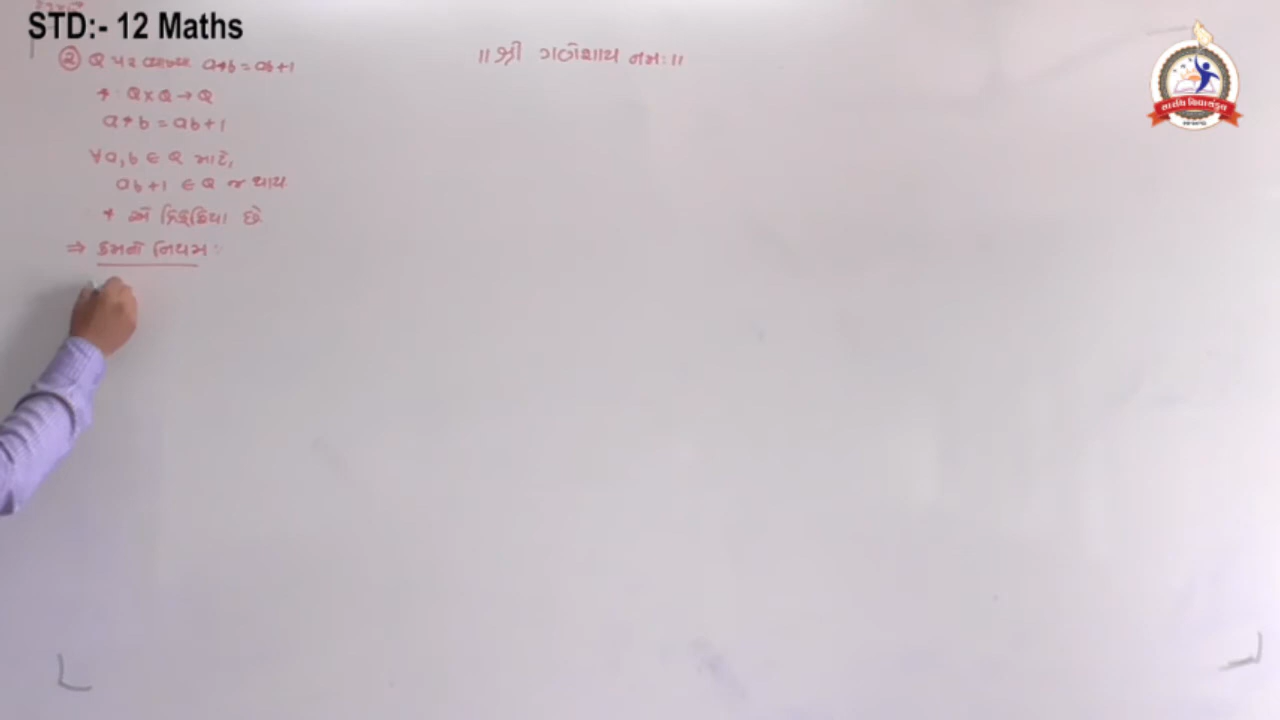 STD:- 12 Maths
॥ શ્રી ગણેશાય નમઃ ॥
② Q પર a*b = ab+1
* : Q×Q → Q
a*b = ab+1
∀a,b ∈ Q માટે,
ab+1 ∈ Q જ થાય.
* એ દ્વિક્ક્રિયા છે
⇒ ક્રમનો નિયમ :